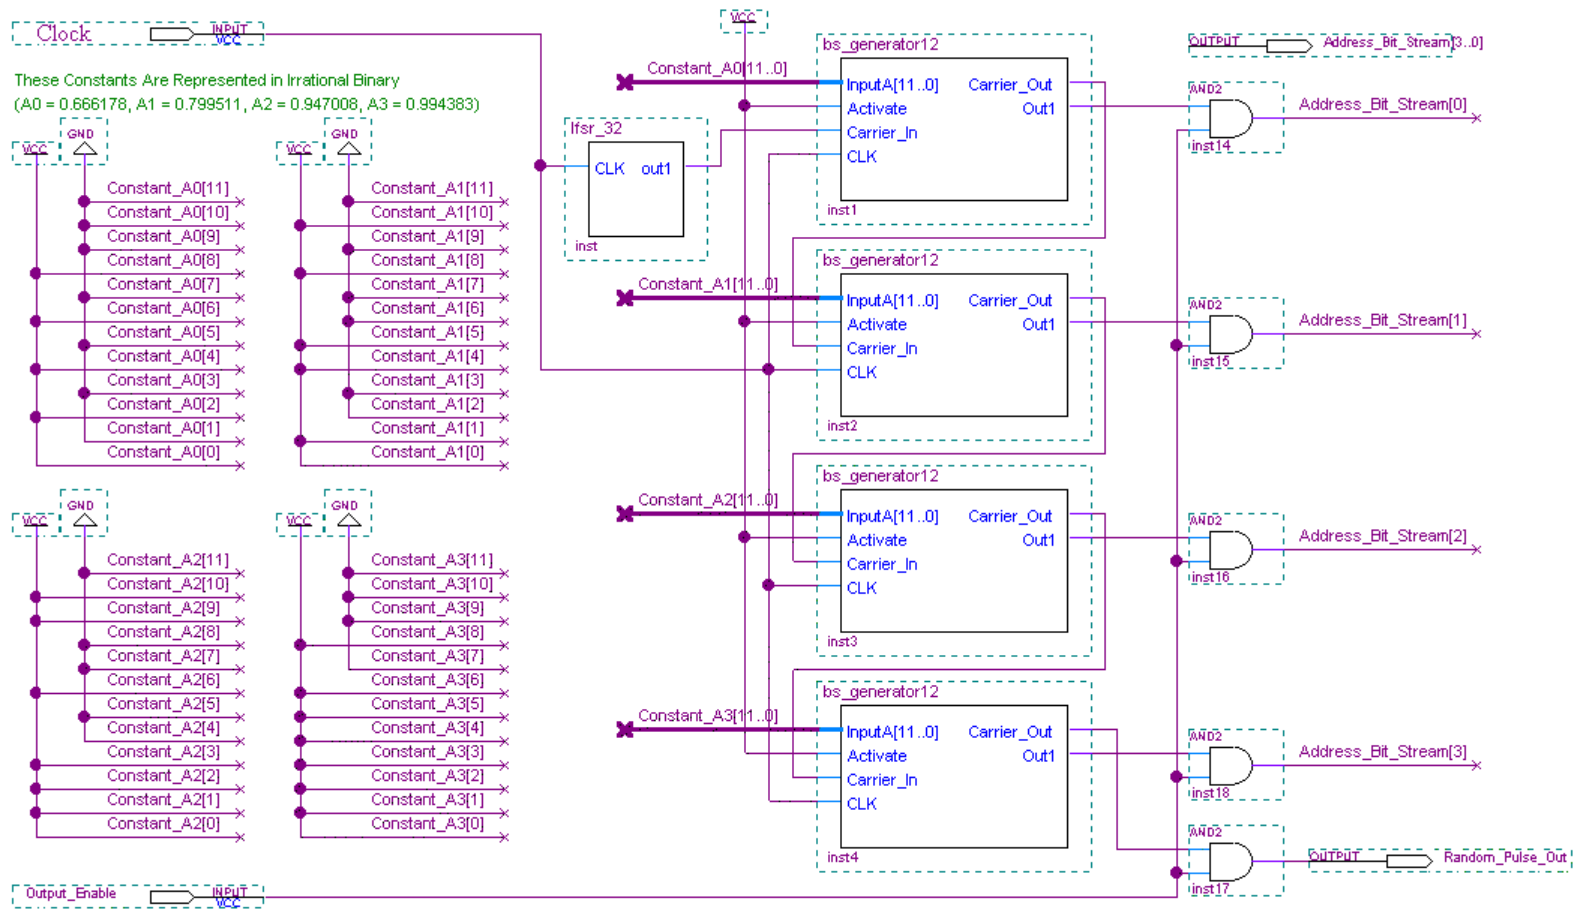 Clock
INPUT
VCC
These Constants Are Represented in Irrational Binary
(A0 = 0.666178, A1 = 0.799511, A2 = 0.947008, A3 = 0.994383)
VCC
GND
Constant_A0[11]
Constant_A0[10]
Constant_A0[9]
Constant_A0[8]
Constant_A0[7]
Constant_A0[6]
Constant_A0[5]
Constant_A0[4]
Constant_A0[3]
Constant_A0[2]
Constant_A0[1]
Constant_A0[0]
VCC
GND
Constant_A1[11]
Constant_A1[10]
Constant_A1[9]
Constant_A1[8]
Constant_A1[7]
Constant_A1[6]
Constant_A1[5]
Constant_A1[4]
Constant_A1[3]
Constant_A1[2]
Constant_A1[1]
Constant_A1[0]
VCC
GND
Constant_A2[11]
Constant_A2[10]
Constant_A2[9]
Constant_A2[8]
Constant_A2[7]
Constant_A2[6]
Constant_A2[5]
Constant_A2[4]
Constant_A2[3]
Constant_A2[2]
Constant_A2[1]
Constant_A2[0]
VCC
GND
Constant_A3[11]
Constant_A3[10]
Constant_A3[9]
Constant_A3[8]
Constant_A3[7]
Constant_A3[6]
Constant_A3[5]
Constant_A3[4]
Constant_A3[3]
Constant_A3[2]
Constant_A3[1]
Constant_A3[0]
Output_Enable
INPUT
VCC
lfsr_32
CLK out1
inst
VCC
Constant_A0[11..0]
bs_generator12
InputA[11..0] Carrier_Out
Activate Out1
Carrier_In
CLK
inst1
Constant_A1[11..0]
bs_generator12
InputA[11..0] Carrier_Out
Activate Out1
Carrier_In
CLK
inst2
Constant_A2[11..0]
bs_generator12
InputA[11..0] Carrier_Out
Activate Out1
Carrier_In
CLK
inst3
Constant_A3[11..0]
bs_generator12
InputA[11..0] Carrier_Out
Activate Out1
Carrier_In
CLK
inst4
OUTPUT Address_Bit_Stream[3..0]
AND2
Address_Bit_Stream[0]
inst14
AND2
Address_Bit_Stream[1]
inst15
AND2
Address_Bit_Stream[2]
inst16
AND2
Address_Bit_Stream[3]
inst18
AND2
OUTPUT Random_Pulse_Out
inst17